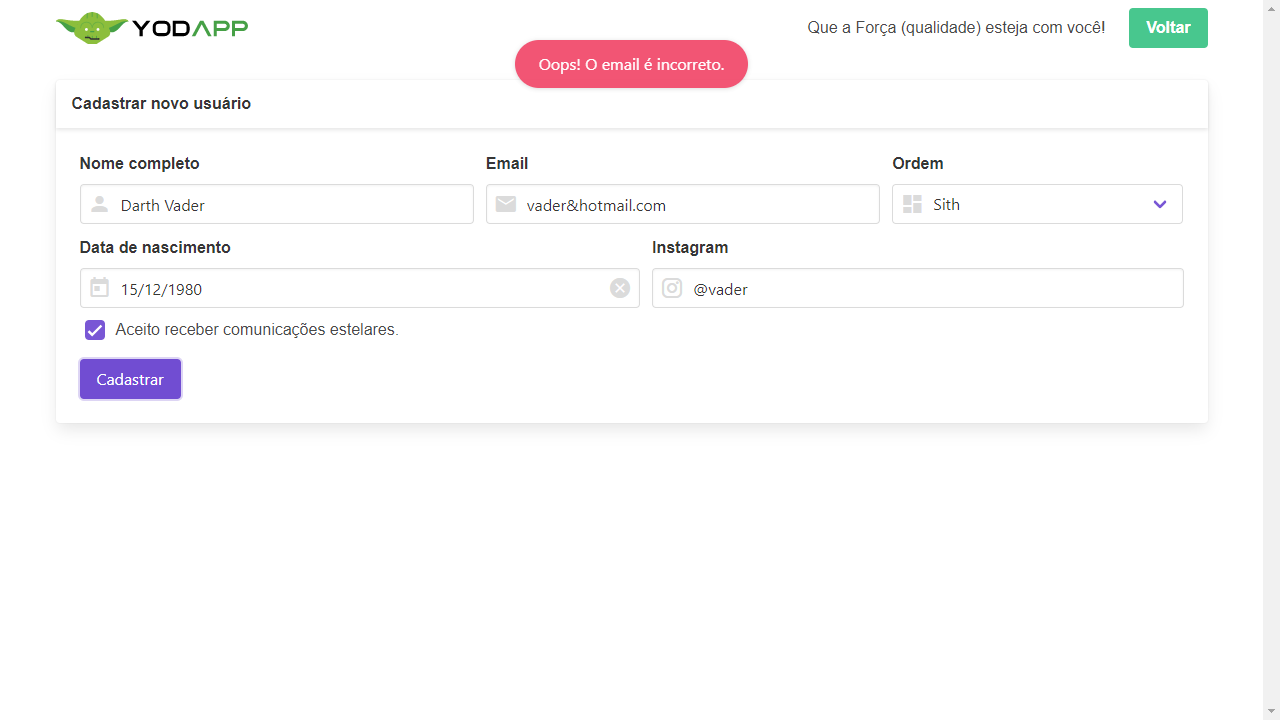 YODAPP
Que a Força (qualidade) esteja com você!
Voltar
Oops! O email é incorreto.
Cadastrar novo usuário
Nome completo
Email
Ordem
Darth Vader
vader&hotmail.com
Sith
Data de nascimento
Instagram
15/12/1980
@vader
Aceito receber comunicações estelares.
Cadastrar